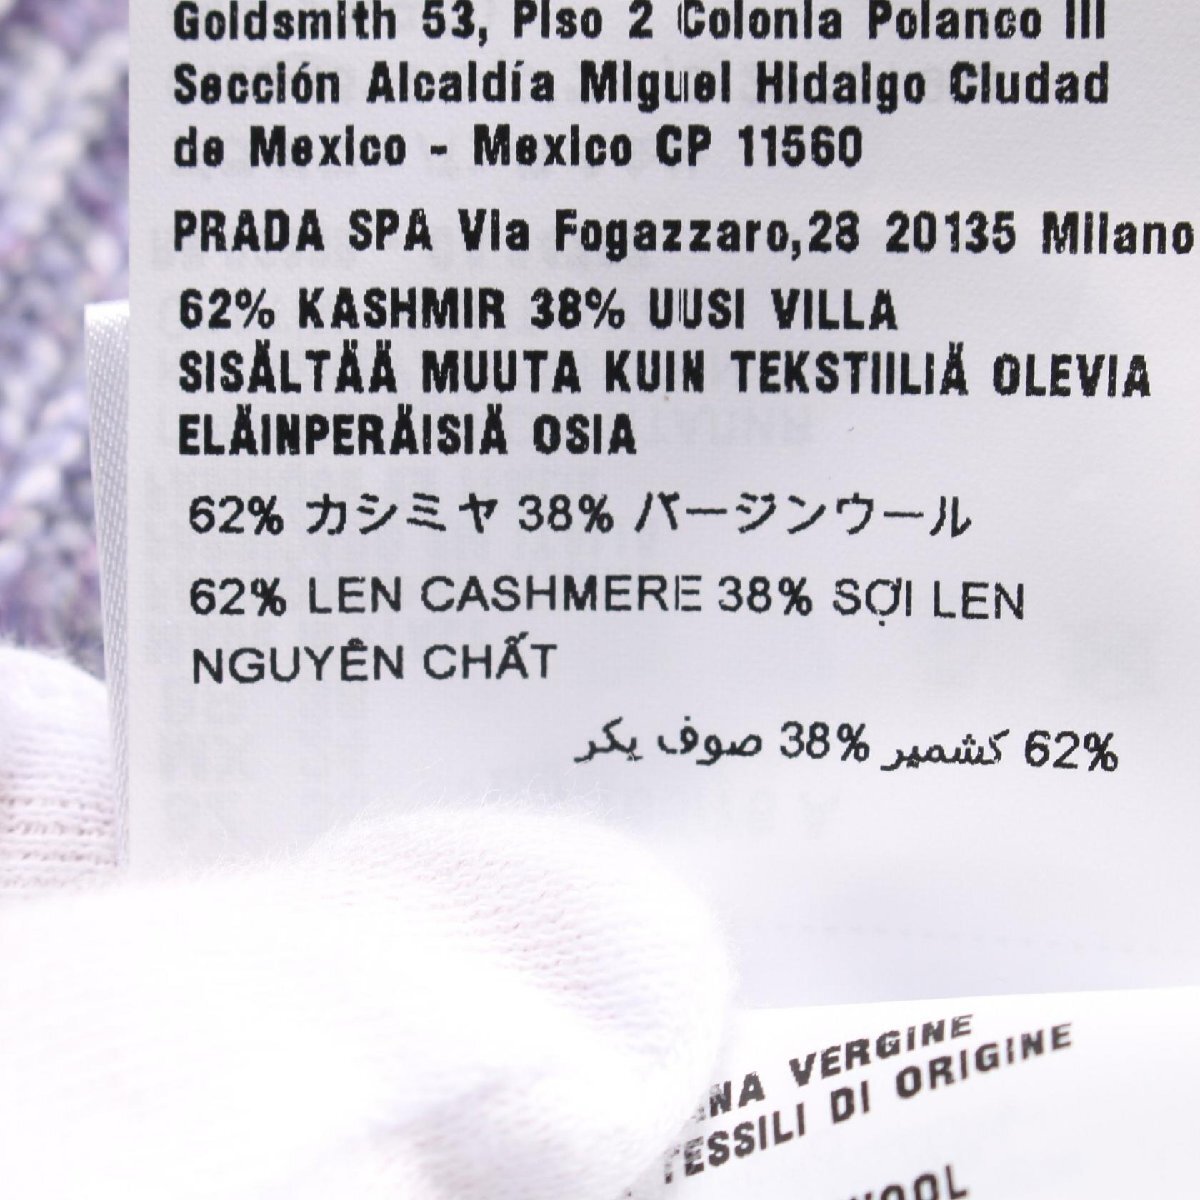 Goldsmith 53, Piso 2 Colonia Polanco III
Sección Alcaldía Miguel Hidalgo Ciudad
de Mexico - Mexico CP 11560
PRADA SPA Via Fogazzaro,28 20135 Milano
62% KASHMIR 38% UUSI VILLA
SISÄLTÄÄ MUUTA KUIN TEKSTIILIÄ OLEVIA
ELÄINPERÄISIÄ OSIA
62% カシミヤ 38% バージンウール
62% LEN CASHMERE 38% SỢI LEN
NGUYÊN CHẤT
62% كشمير 38% صوف بكر
VERGINE
DI ORIGINE